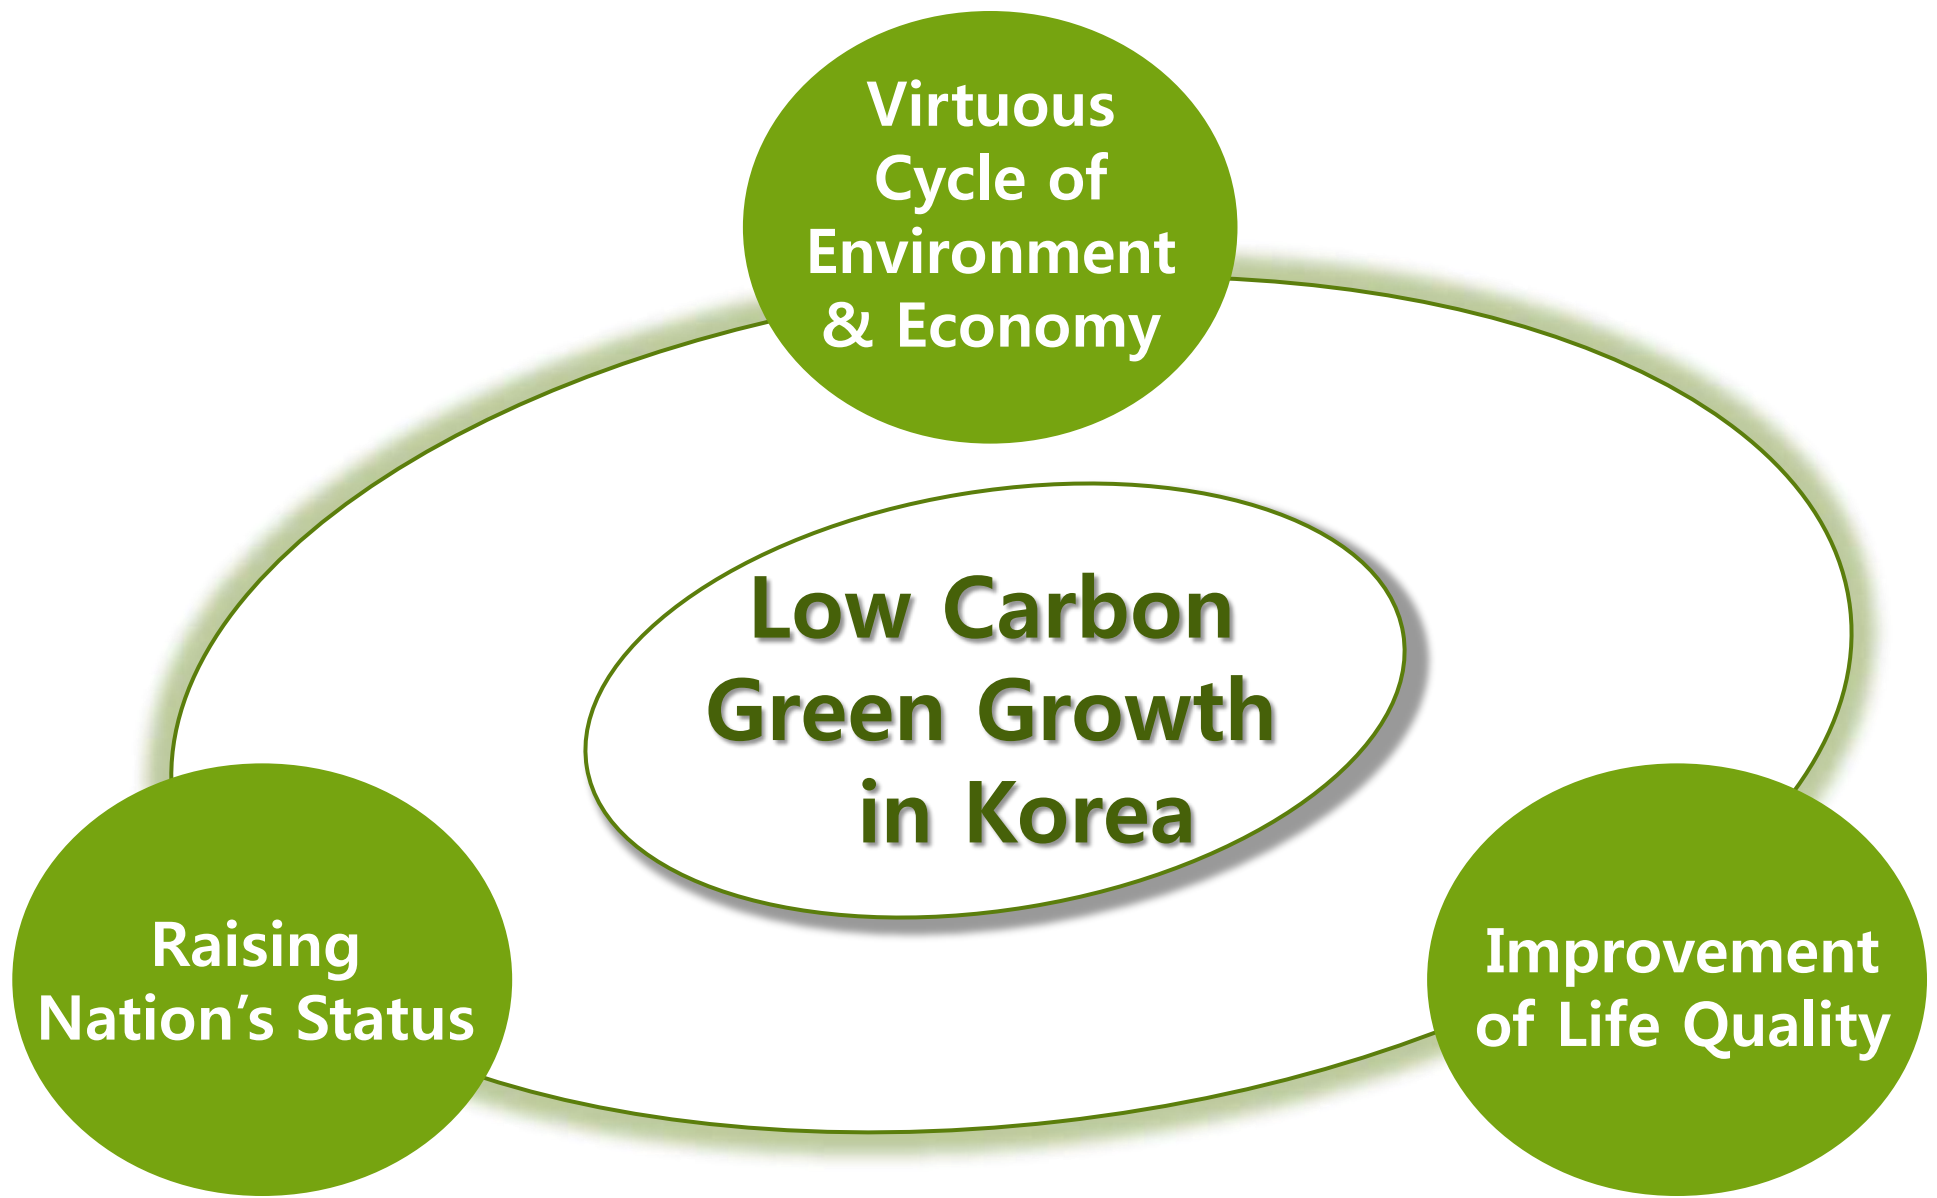 Virtuous
Cycle of
Environment
& Economy
Low Carbon
Green Growth
in Korea
Raising
Nation’s Status
Improvement
of Life Quality